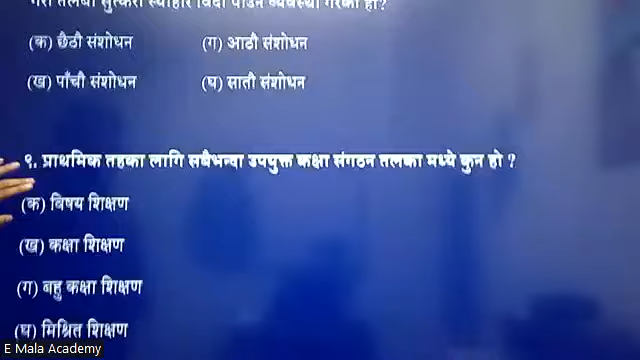 तलबी सुत्केरी स्याहार विदा
(क) छैठौ संशोधन (ग) आठौ संशोधन
(ख) पाँचौ संशोधन (घ) सातौ संशोधन
९. प्राथमिक तहका लागि सबैभन्दा उपयुक्त कक्षा संगठन तलका मध्ये कुन हो ?
(क) बिषय शिक्षण
(ख) कक्षा शिक्षण
(ग) बहु कक्षा शिक्षण
(घ) मिश्रित शिक्षण
E Mala Academy